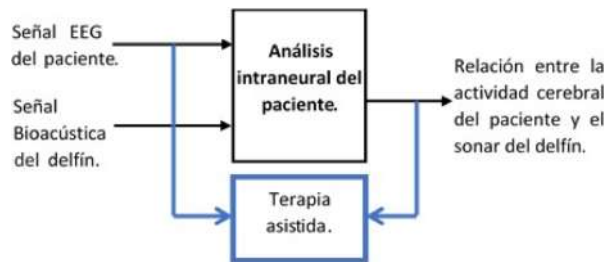 Señal EEG
del paciente.
Señal
Bioacústica
del delfín.
Análisis
intraneural del
paciente.
Relación entre la
actividad cerebral
del paciente y el
sonar del delfín.
Terapia
asistida.